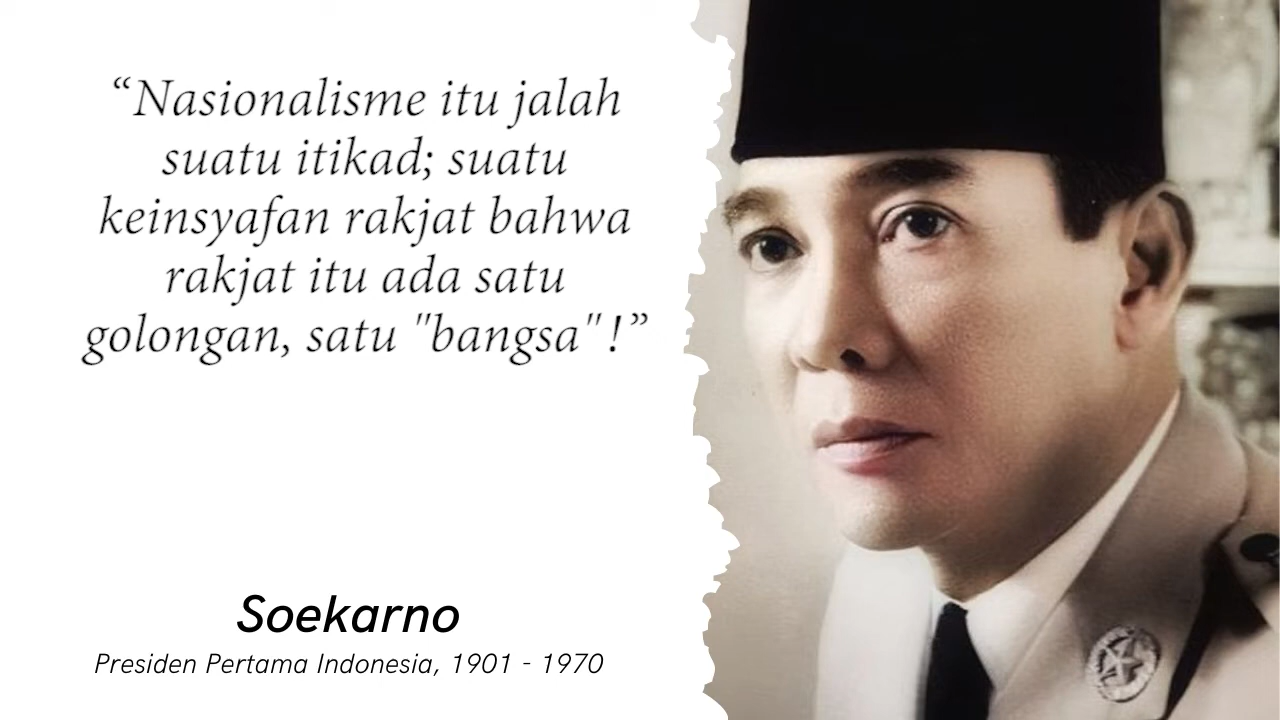 “Nasionalisme itu jalah
suatu itikad; suatu
keinsyafan rakjat bahwa
rakjat itu ada satu
golongan, satu "bangsa"!”
Soekarno
Presiden Pertama Indonesia, 1901 - 1970